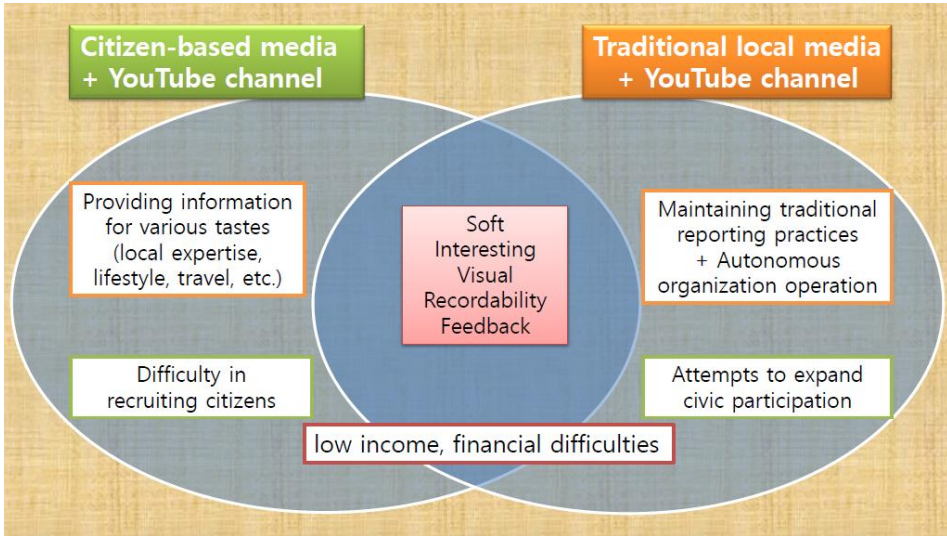 Citizen-based media
+ YouTube channel
Traditional local media
+ YouTube channel
Providing information
for various tastes
(local expertise,
lifestyle, travel, etc.)
Soft
Interesting
Visual
Recordability
Feedback
Maintaining traditional
reporting practices
+ Autonomous
organization operation
Difficulty in
recruiting citizens
Attempts to expand
civic participation
low income, financial difficulties